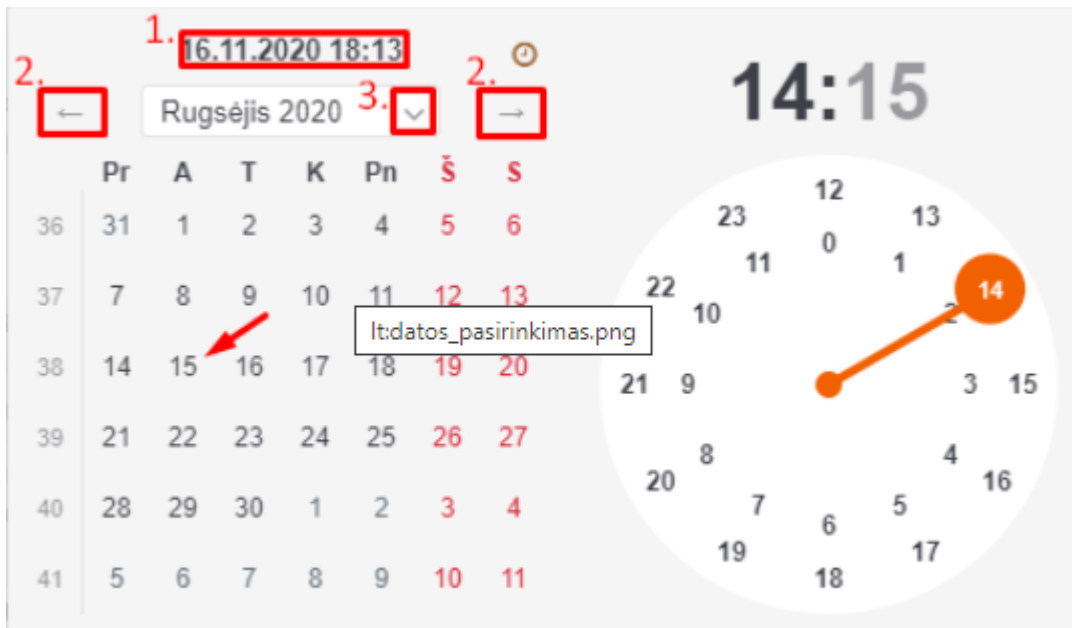 1. 16.11.2020 18:13
2. ← Rugsėjis 2020 3. 2. →
Pr A T K Pn Š S
36 31 1 2 3 4 5 6
37 7 8 9 10 11 12 13
38 14 15 16 17 18 19 20
39 21 22 23 24 25 26 27
40 28 29 30 1 2 3 4
41 5 6 7 8 9 10 11
lt:datos_pasirinkimas.png
14:15
12
23 13
0
11 1
22 14
10 2
21 9 3 15
8 4
20 16
7 5
6
19 17
18